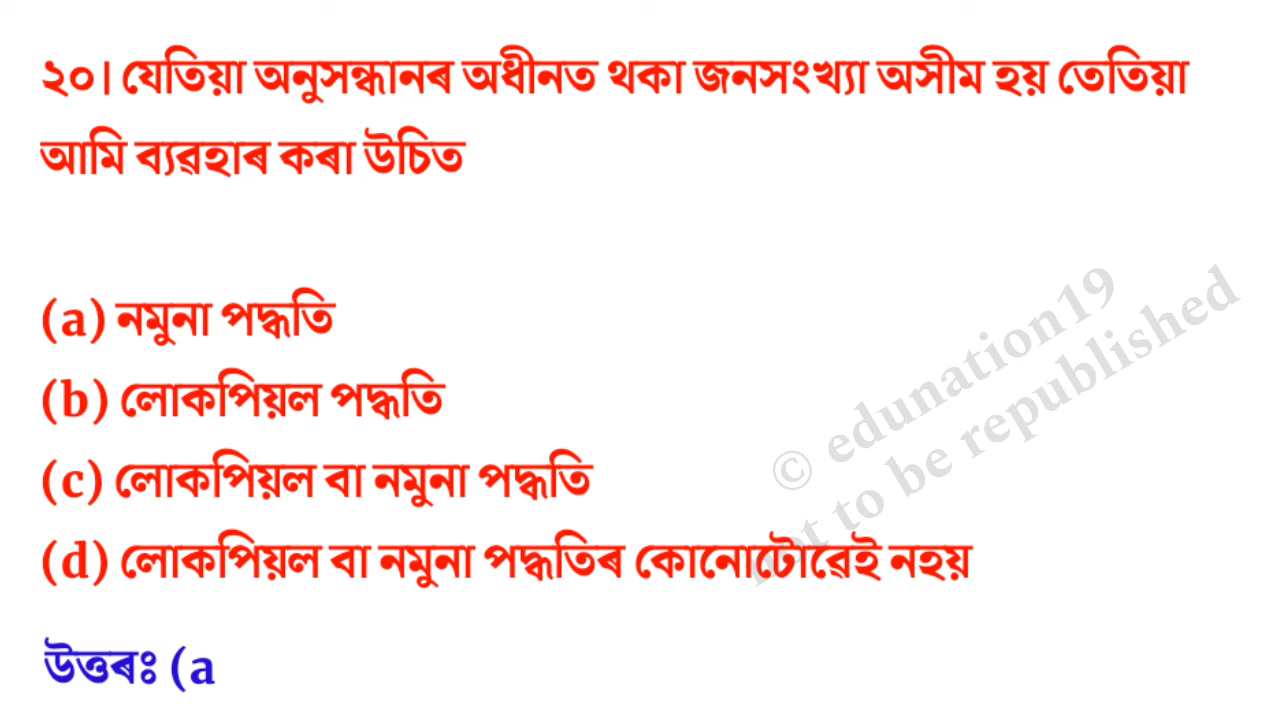 ২০। যেতিয়া অনুসন্ধানৰ অধীনত থকা জনসংখ্যা অসীম হয় তেতিয়া
আমি ব্যৱহাৰ কৰা উচিত
(a) নমুনা পদ্ধতি
(b) লোকপিয়ল পদ্ধতি
(c) লোকপিয়ল বা নমুনা পদ্ধতি
(d) লোকপিয়ল বা নমুনা পদ্ধতিৰ কোনোটোৱেই নহয়
উত্তৰঃ (a
© edunation19
not to be republished